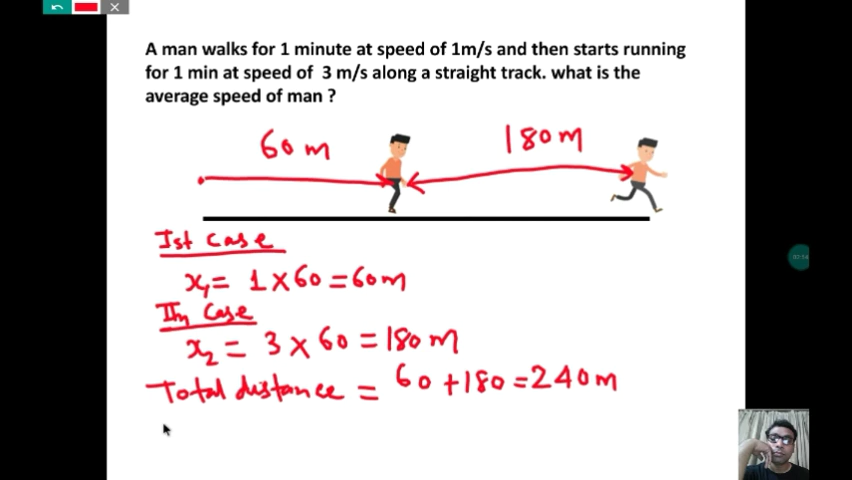 A man walks for 1 minute at speed of 1m/s and then starts running
for 1 min at speed of 3 m/s along a straight track. what is the
average speed of man ?
60 m
180 m
Ist case
x₁ = 1 × 60 = 60m
IIn case
x₂ = 3 × 60 = 180 m
Total distance = 60 + 180 = 240 m